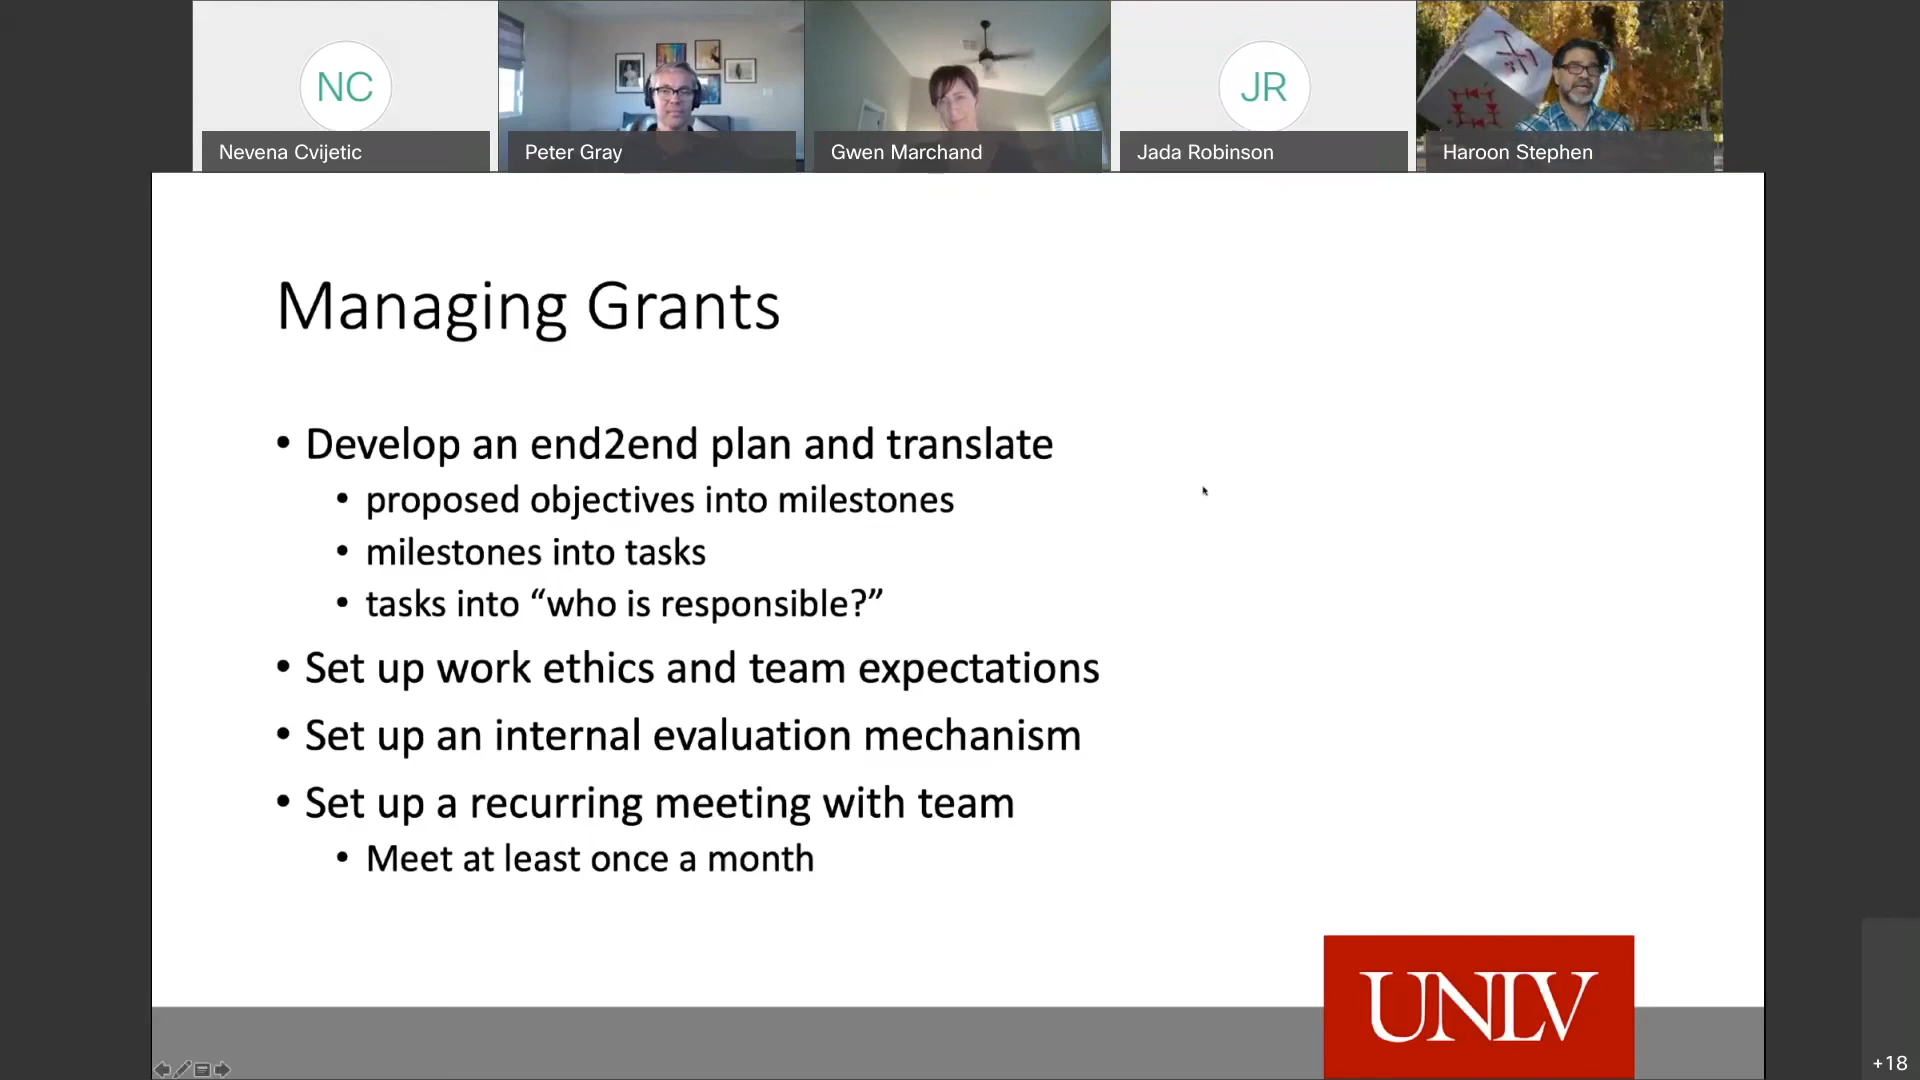 NC
JR
Nevena Cvijetic
Peter Gray
Gwen Marchand
Jada Robinson
Haroon Stephen
Managing Grants
• Develop an end2end plan and translate
• proposed objectives into milestones
• milestones into tasks
• tasks into “who is responsible?”
• Set up work ethics and team expectations
• Set up an internal evaluation mechanism
• Set up a recurring meeting with team
• Meet at least once a month
UNLV
+18